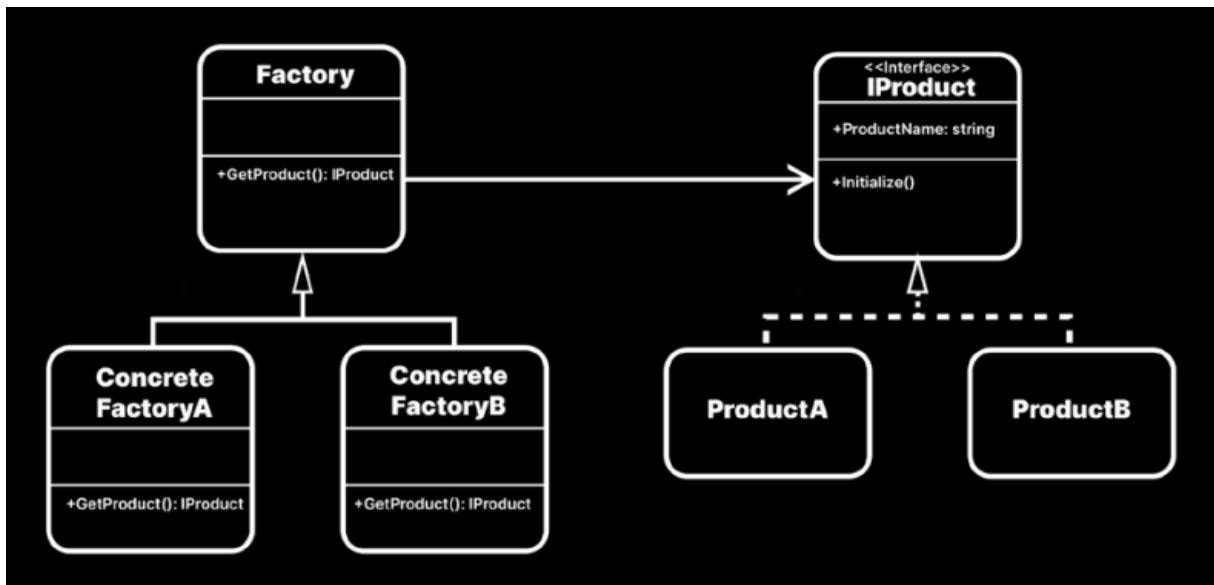 Factory
+GetProduct(): IProduct
<<Interface>>
IProduct
+ProductName: string
+Initialize()
Concrete
FactoryA
+GetProduct(): IProduct
Concrete
FactoryB
+GetProduct(): IProduct
ProductA
ProductB